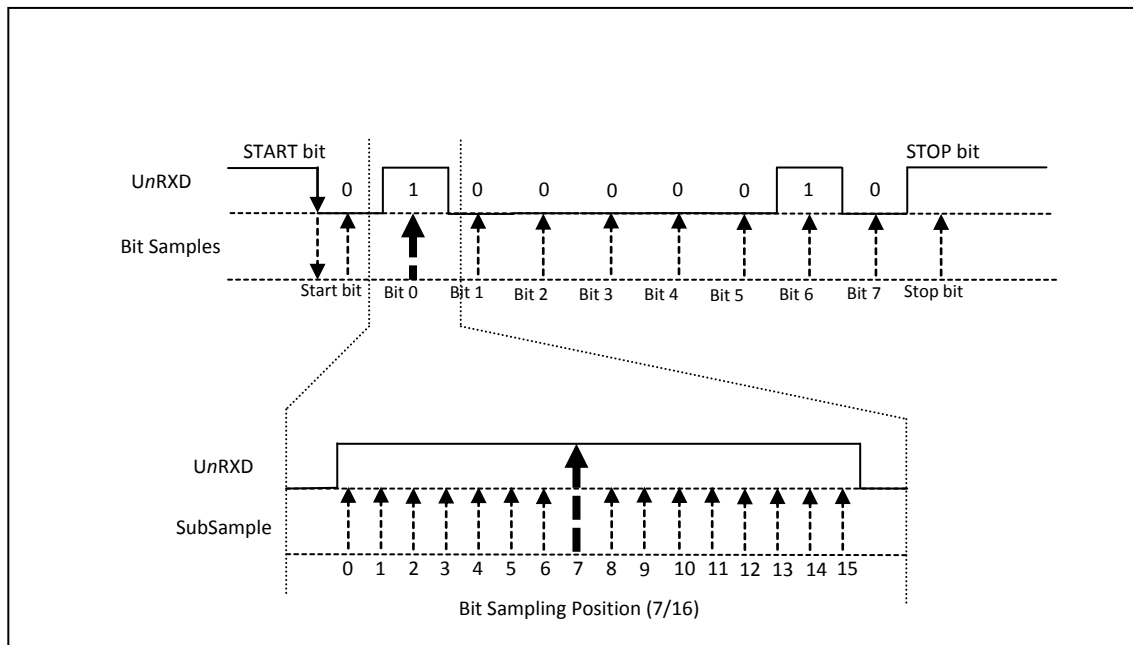 START bit
STOP bit
UnRXD
0 1 0 0 0 0 0 1 0
Bit Samples
Start bit Bit 0 Bit 1 Bit 2 Bit 3 Bit 4 Bit 5 Bit 6 Bit 7 Stop bit
UnRXD
SubSample
0 1 2 3 4 5 6 7 8 9 10 11 12 13 14 15
Bit Sampling Position (7/16)